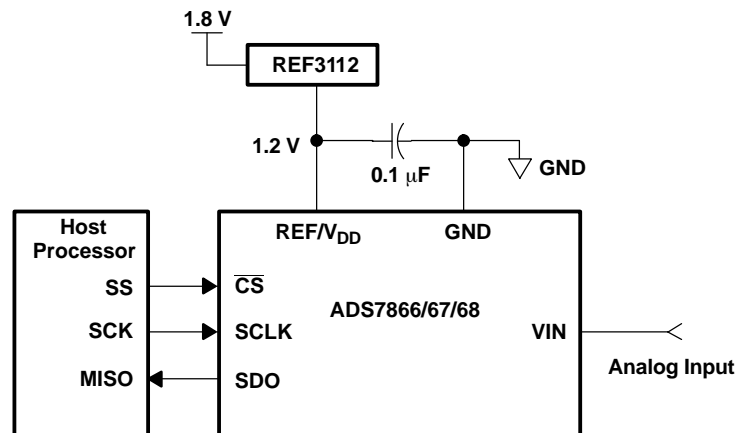 1.8 V
REF3112
1.2 V
0.1 μF
GND
Host
Processor
REF/VDD
GND
SS
CS
ADS7866/67/68
SCK
SCLK
VIN
MISO
SDO
Analog Input